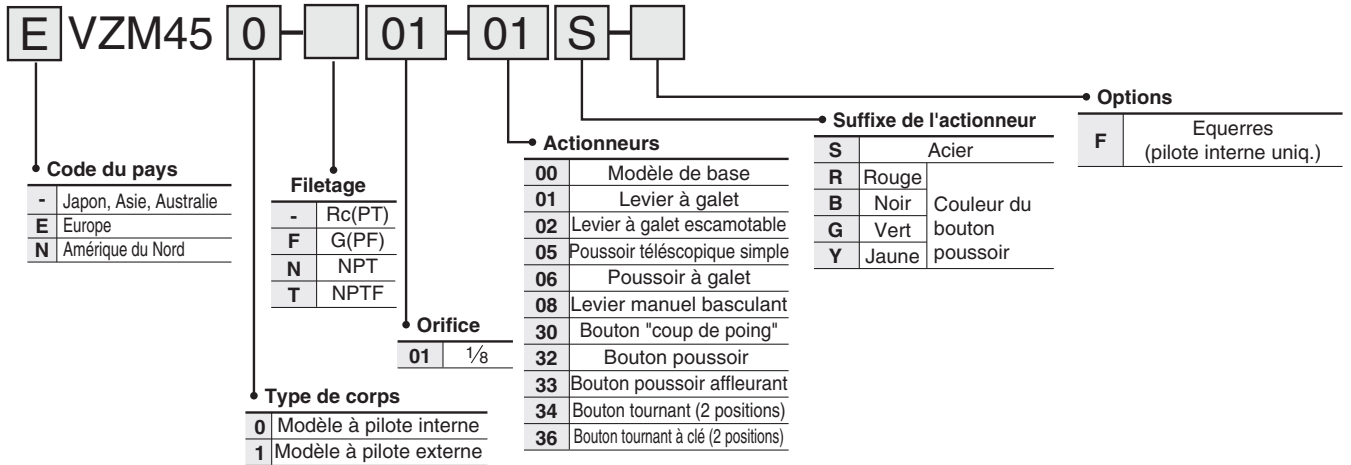 E VZM45 0 - 01 - 01 S -
Code du pays
- Japon, Asie, Australie
E Europe
N Amérique du Nord
Filetage
- Rc(PT)
F G(PF)
N NPT
T NPTF
Orifice
01 1/8
Type de corps
0 Modèle à pilote interne
1 Modèle à pilote externe
Actionneurs
00 Modèle de base
01 Levier à galet
02 Levier à galet escamotable
05 Poussoir téléscopique simple
06 Poussoir à galet
08 Levier manuel basculant
30 Bouton "coup de poing"
32 Bouton poussoir
33 Bouton poussoir affleurant
34 Bouton tournant (2 positions)
36 Bouton tournant à clé (2 positions)
Suffixe de l'actionneur
S Acier
R Rouge
B Noir
G Vert
Y Jaune
Couleur du
bouton
poussoir
Options
F Equerres
(pilote interne uniq.)